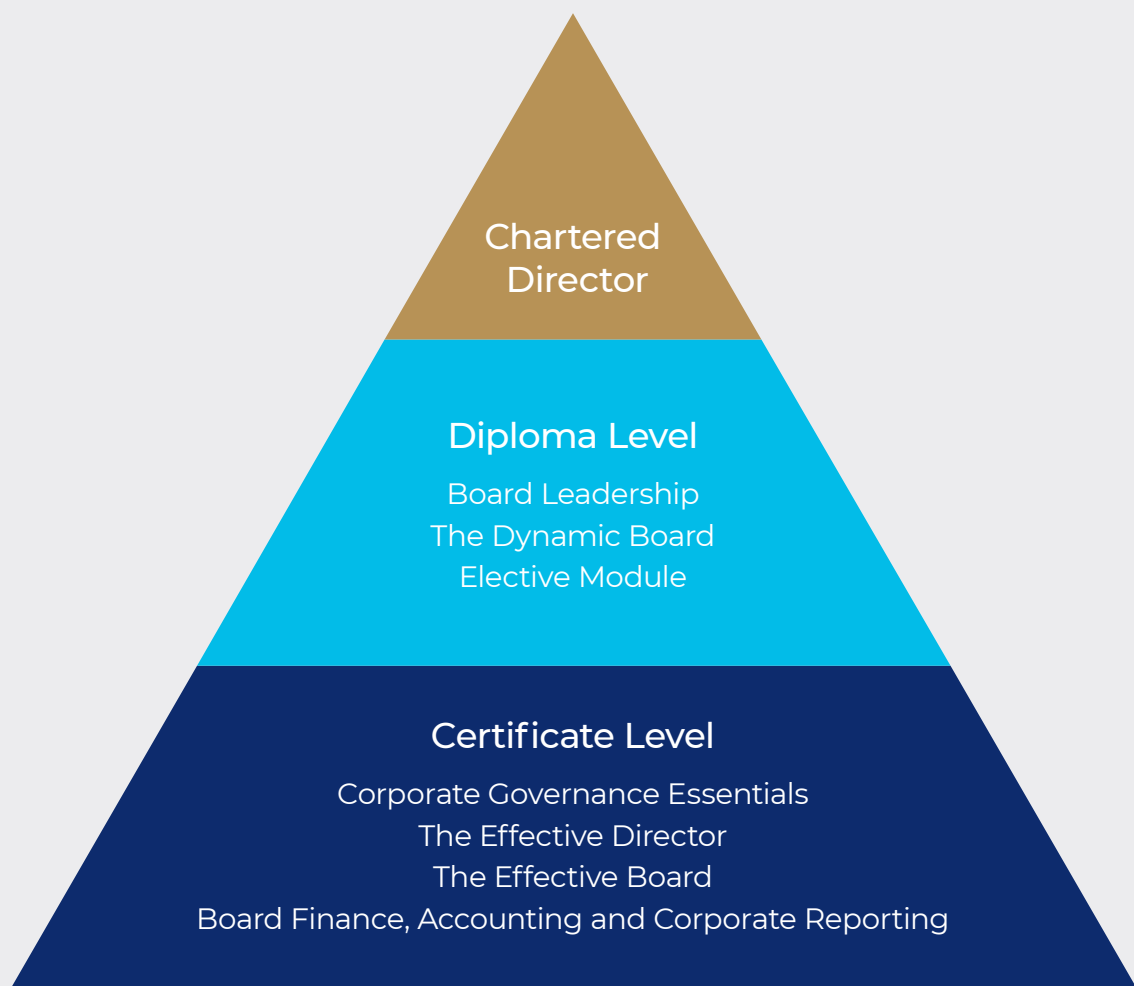 Chartered
Director
Diploma Level
Board Leadership
The Dynamic Board
Elective Module
Certificate Level
Corporate Governance Essentials
The Effective Director
The Effective Board
Board Finance, Accounting and Corporate Reporting